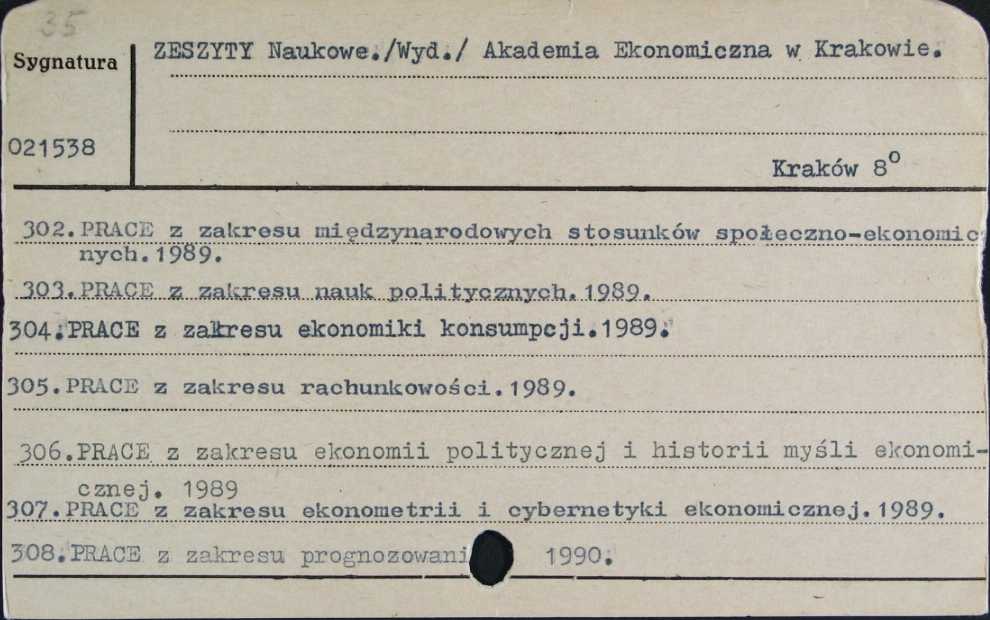 35
Sygnatura
ZESZYTY Naukowe./Wyd./ Akademia Ekonomiczna w Krakowie.
021538
Kraków 8⁰
302.PRACE z zakresu międzynarodowych stosunków społeczno-ekonomic
nych.1989.
303.PRACE z zakresu nauk politycznych.1989.
304.PRACE z zakresu ekonomiki konsumpcji.1989.
305.PRACE z zakresu rachunkowości.1989.
306.PRACE z zakresu ekonomii politycznej i historii myśli ekonomi-
cznej. 1989
307.PRACE z zakresu ekonometrii i cybernetyki ekonomicznej.1989.
308.PRACE z zakresu prognozowani 1990.